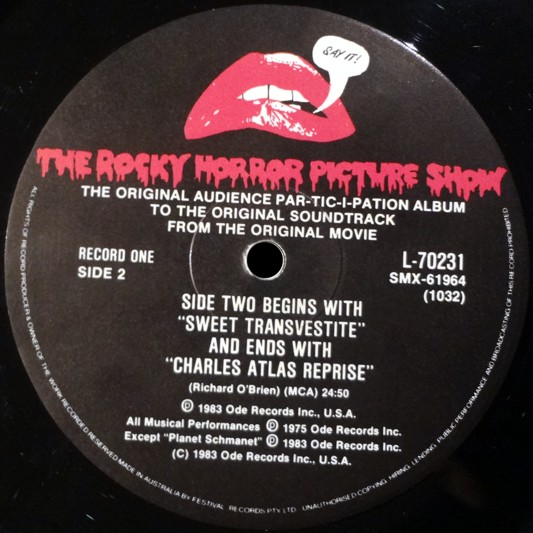 SAY IT!
THE ROCKY HORROR PICTURE SHOW
THE ORIGINAL AUDIENCE PAR-TIC-I-PATION ALBUM
TO THE ORIGINAL SOUNDTRACK
FROM THE ORIGINAL MOVIE
RECORD ONE
SIDE 2
L-70231
SMX-61964
(1032)
SIDE TWO BEGINS WITH
"SWEET TRANSVESTITE"
AND ENDS WITH
"CHARLES ATLAS REPRISE"
(Richard O'Brien) (MCA) 24:50
℗ 1983 Ode Records Inc., U.S.A.
All Musical Performances ℗ 1975 Ode Records Inc.
Except "Planet Schmanet" ℗ 1983 Ode Records Inc.
(C) 1983 Ode Records Inc., U.S.A.
ALL RIGHTS OF RECORD PRODUCER & OWNER OF THE WORK RECORDED RESERVED. MADE IN AUSTRALIA BY FESTIVAL RECORDS PTY. LTD. UNAUTHORISED COPYING, HIRING, LENDING, PUBLIC PERFORMANCE AND BROADCASTING OF THIS RECORD PROHIBITED